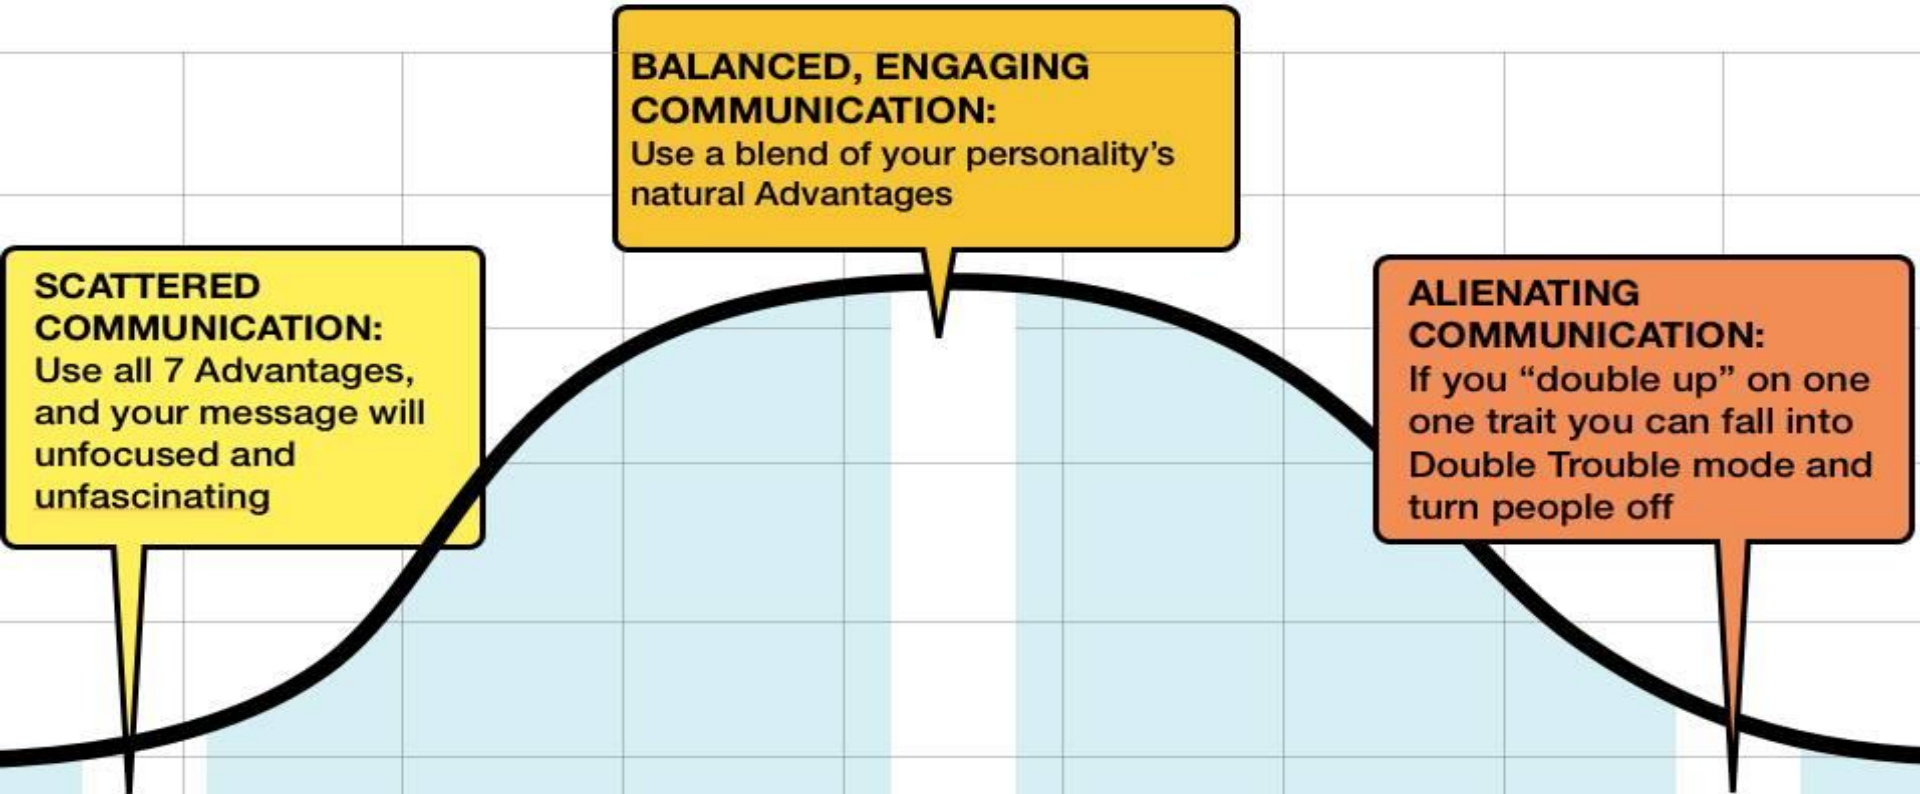 BALANCED, ENGAGING
COMMUNICATION:
Use a blend of your personality’s
natural Advantages
SCATTERED
COMMUNICATION:
Use all 7 Advantages,
and your message will
unfocused and
unfascinating
ALIENATING
COMMUNICATION:
If you “double up” on one
one trait you can fall into
Double Trouble mode and
turn people off